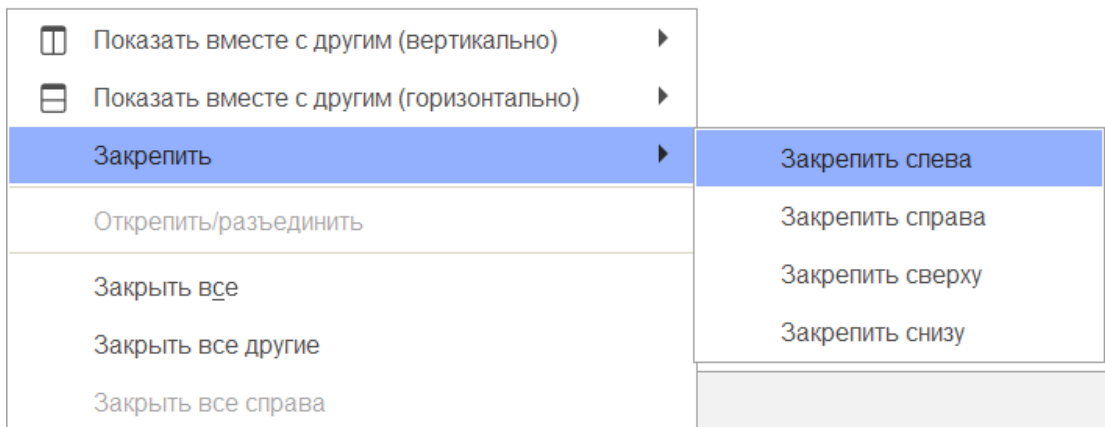 Показать вместе с другим (вертикально)
Показать вместе с другим (горизонтально)
Закрепить
Открепить/разъединить
Закрыть все
Закрыть все другие
Закрыть все справа
Закрепить слева
Закрепить справа
Закрепить сверху
Закрепить снизу